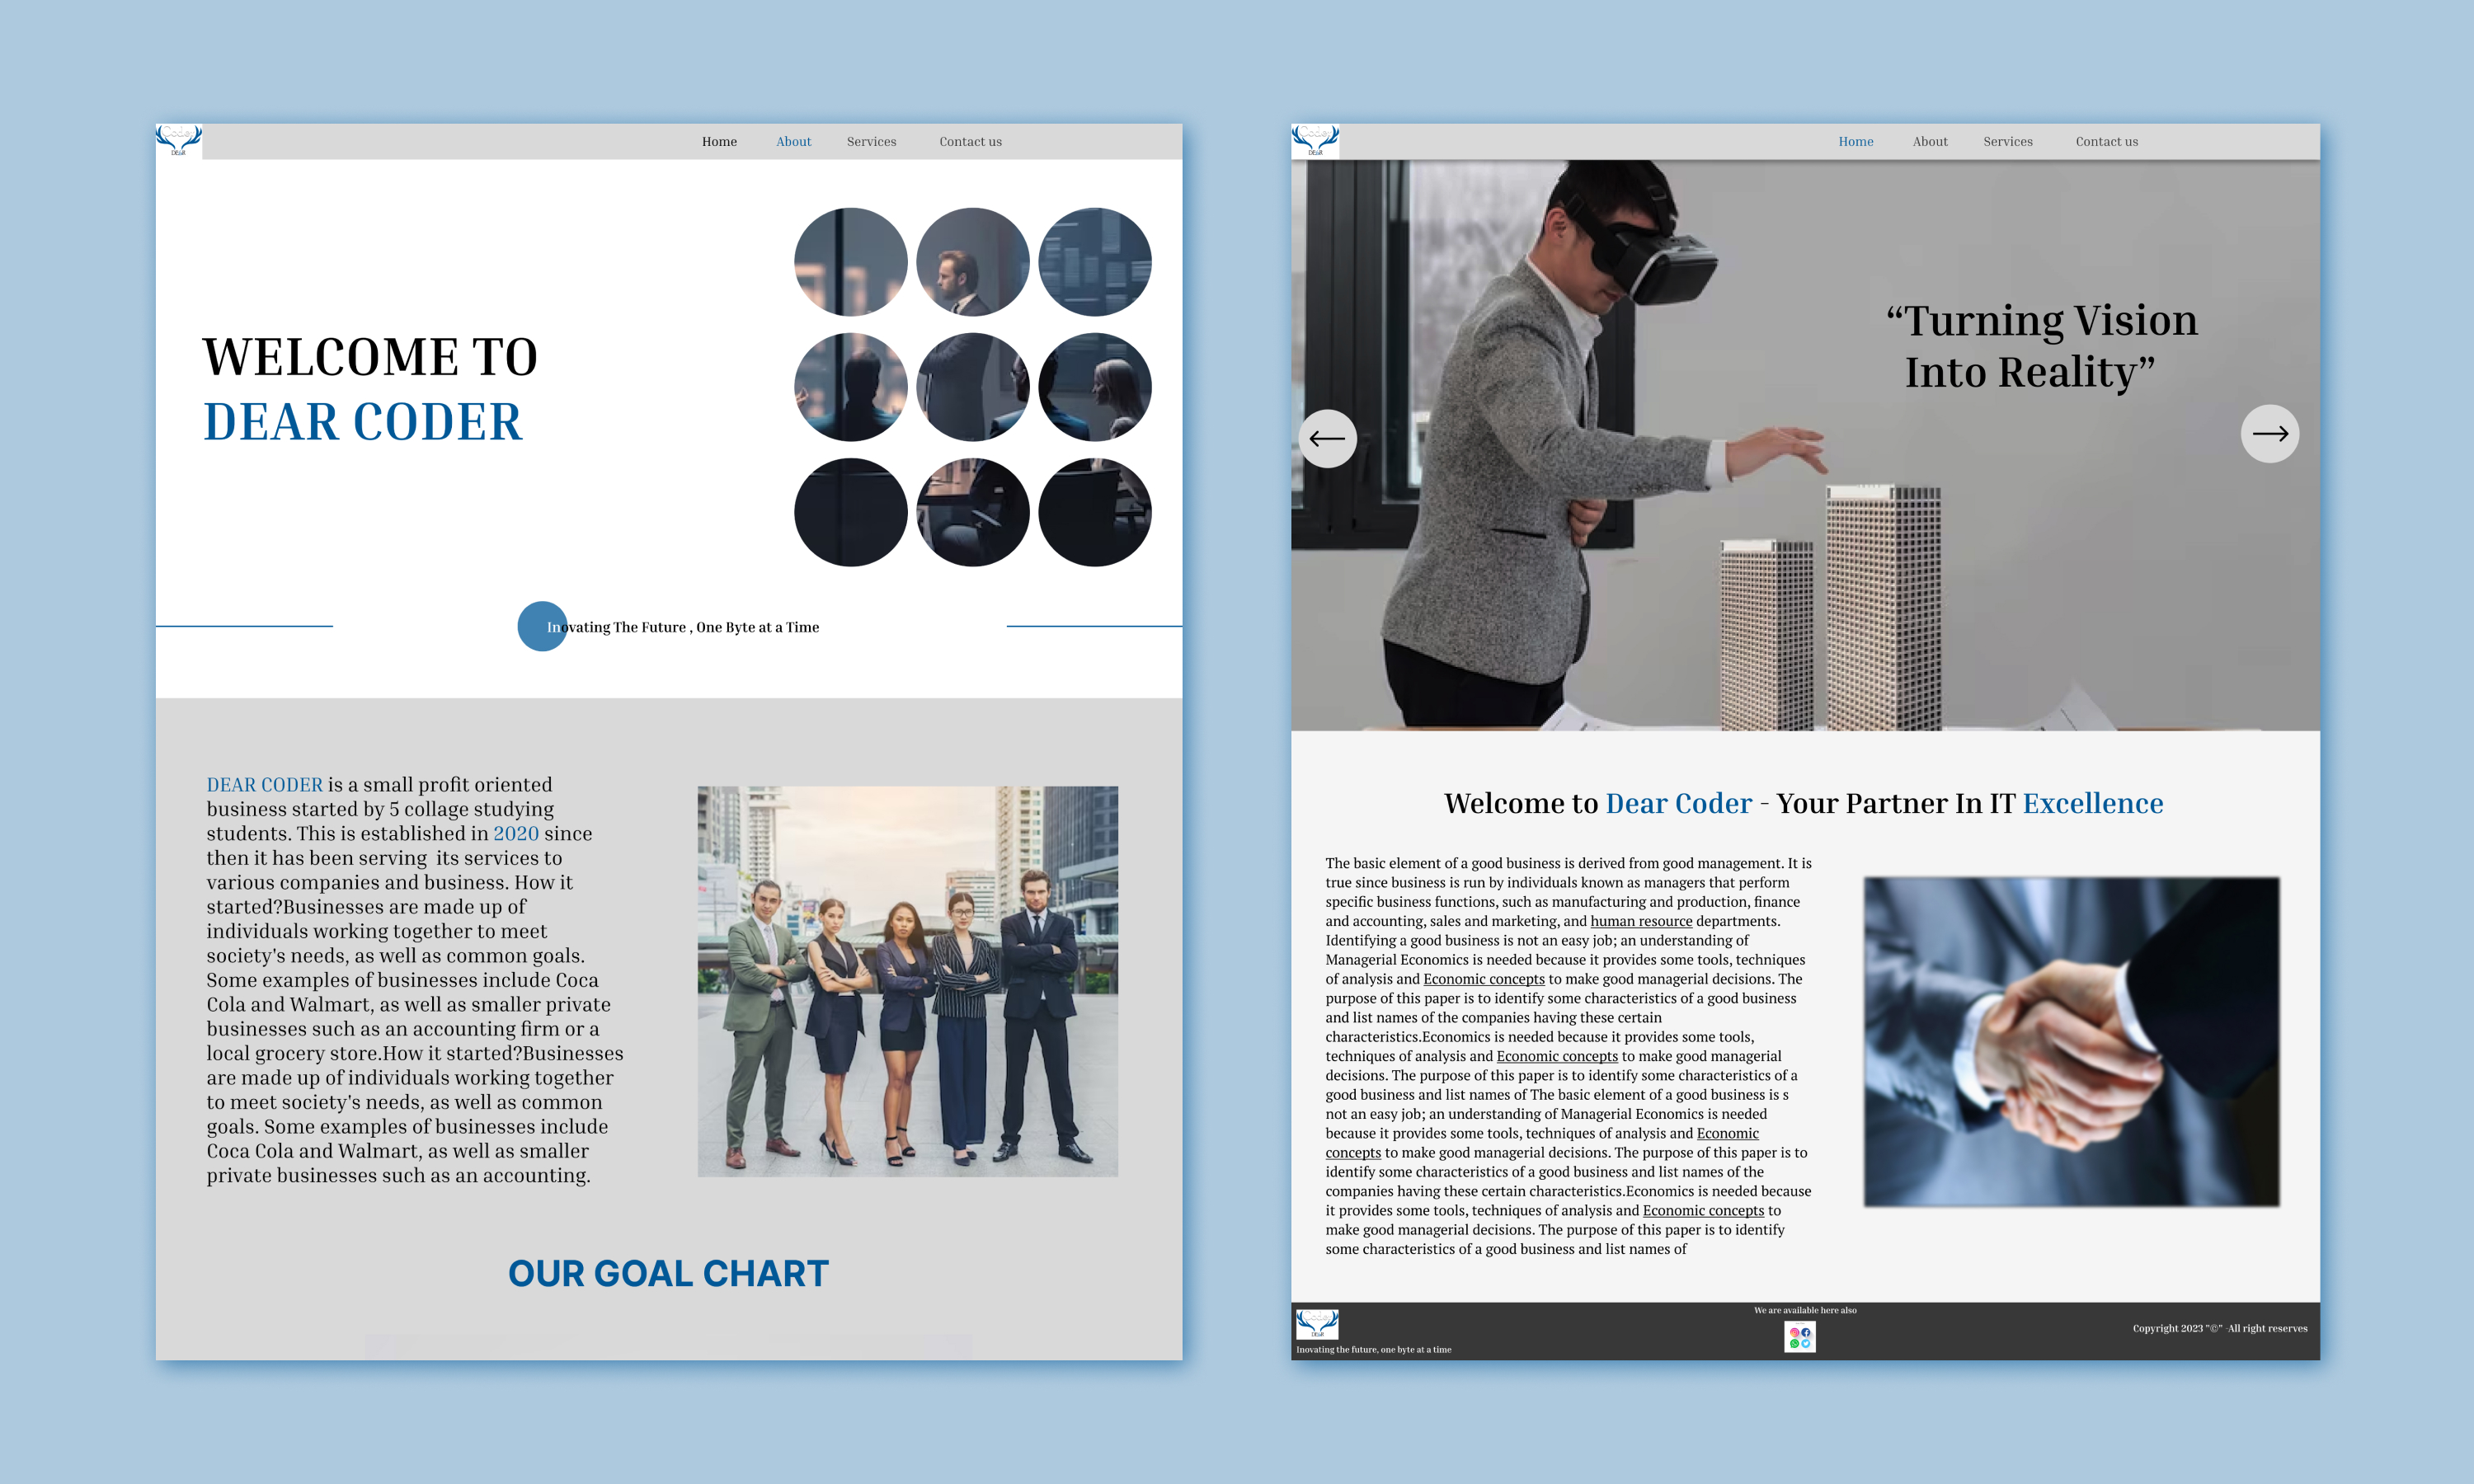 Coder
DEAR
Home About Services Contact us
WELCOME TO
DEAR CODER
Inovating The Future , One Byte at a Time
DEAR CODER is a small profit oriented
business started by 5 collage studying
students. This is established in 2020 since
then it has been serving  its services to
various companies and business. How it
started?Businesses are made up of
individuals working together to meet
society's needs, as well as common goals.
Some examples of businesses include Coca
Cola and Walmart, as well as smaller private
businesses such as an accounting firm or a
local grocery store.How it started?Businesses
are made up of individuals working together
to meet society's needs, as well as common
goals. Some examples of businesses include
Coca Cola and Walmart, as well as smaller
private businesses such as an accounting.
OUR GOAL CHART
Coder
DEAR
Home About Services Contact us
“Turning Vision
Into Reality”
Welcome to Dear Coder - Your Partner In IT Excellence
The basic element of a good business is derived from good management. It is
true since business is run by individuals known as managers that perform
specific business functions, such as manufacturing and production, finance
and accounting, sales and marketing, and human resource departments.
Identifying a good business is not an easy job; an understanding of
Managerial Economics is needed because it provides some tools, techniques
of analysis and Economic concepts to make good managerial decisions. The
purpose of this paper is to identify some characteristics of a good business
and list names of the companies having these certain
characteristics.Economics is needed because it provides some tools,
techniques of analysis and Economic concepts to make good managerial
decisions. The purpose of this paper is to identify some characteristics of a
good business and list names of The basic element of a good business is s
not an easy job; an understanding of Managerial Economics is needed
because it provides some tools, techniques of analysis and Economic
concepts to make good managerial decisions. The purpose of this paper is to
identify some characteristics of a good business and list names of the
companies having these certain characteristics.Economics is needed because
it provides some tools, techniques of analysis and Economic concepts to
make good managerial decisions. The purpose of this paper is to identify
some characteristics of a good business and list names of
Coder
DEAR
Inovating the future, one byte at a time
We are available here also
Copyright 2023 "©" -All right reserves